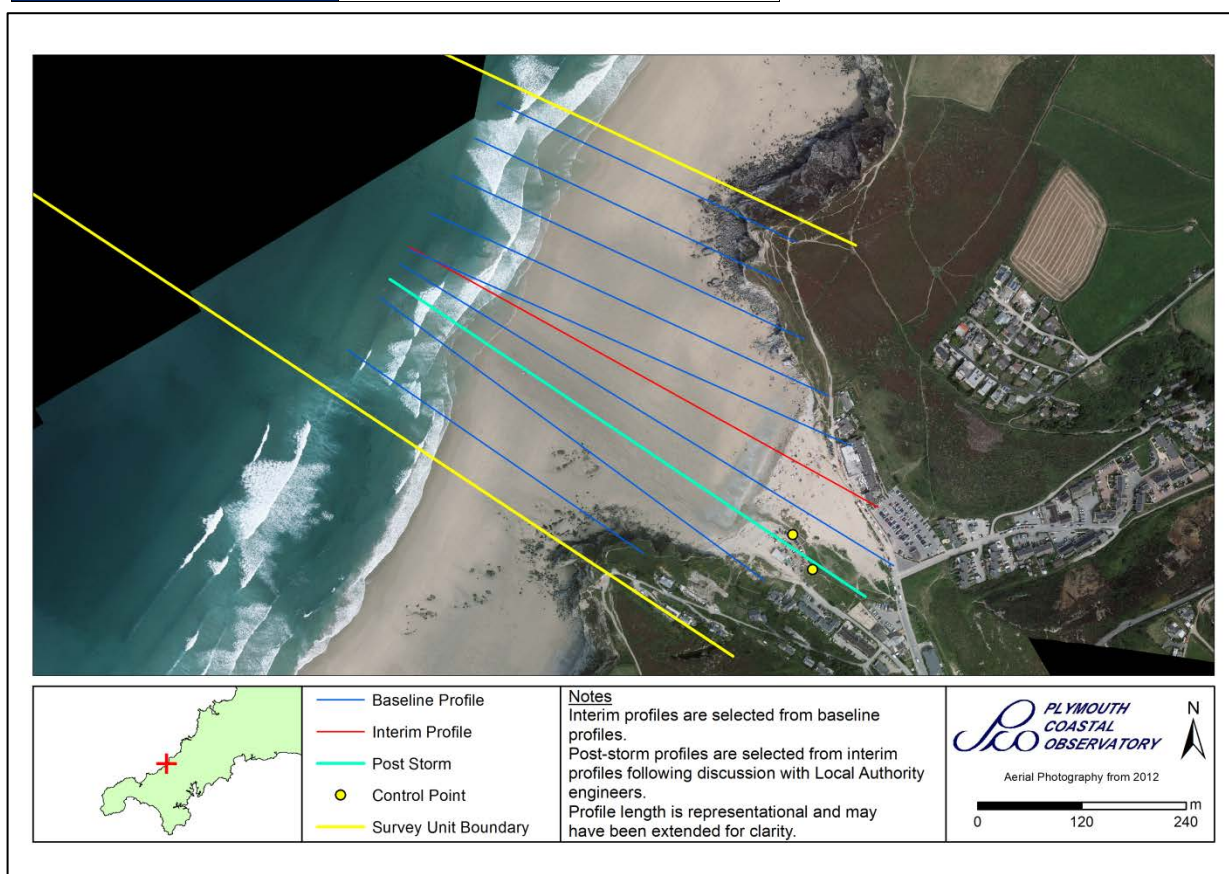 Baseline Profile
Interim Profile
Post Storm
Control Point
Survey Unit Boundary
Notes
Interim profiles are selected from baseline
profiles.
Post-storm profiles are selected from interim
profiles following discussion with Local Authority
engineers.
Profile length is representational and may
have been extended for clarity.
PLYMOUTH
COASTAL
OBSERVATORY
N
Aerial Photography from 2012
m
0 120 240